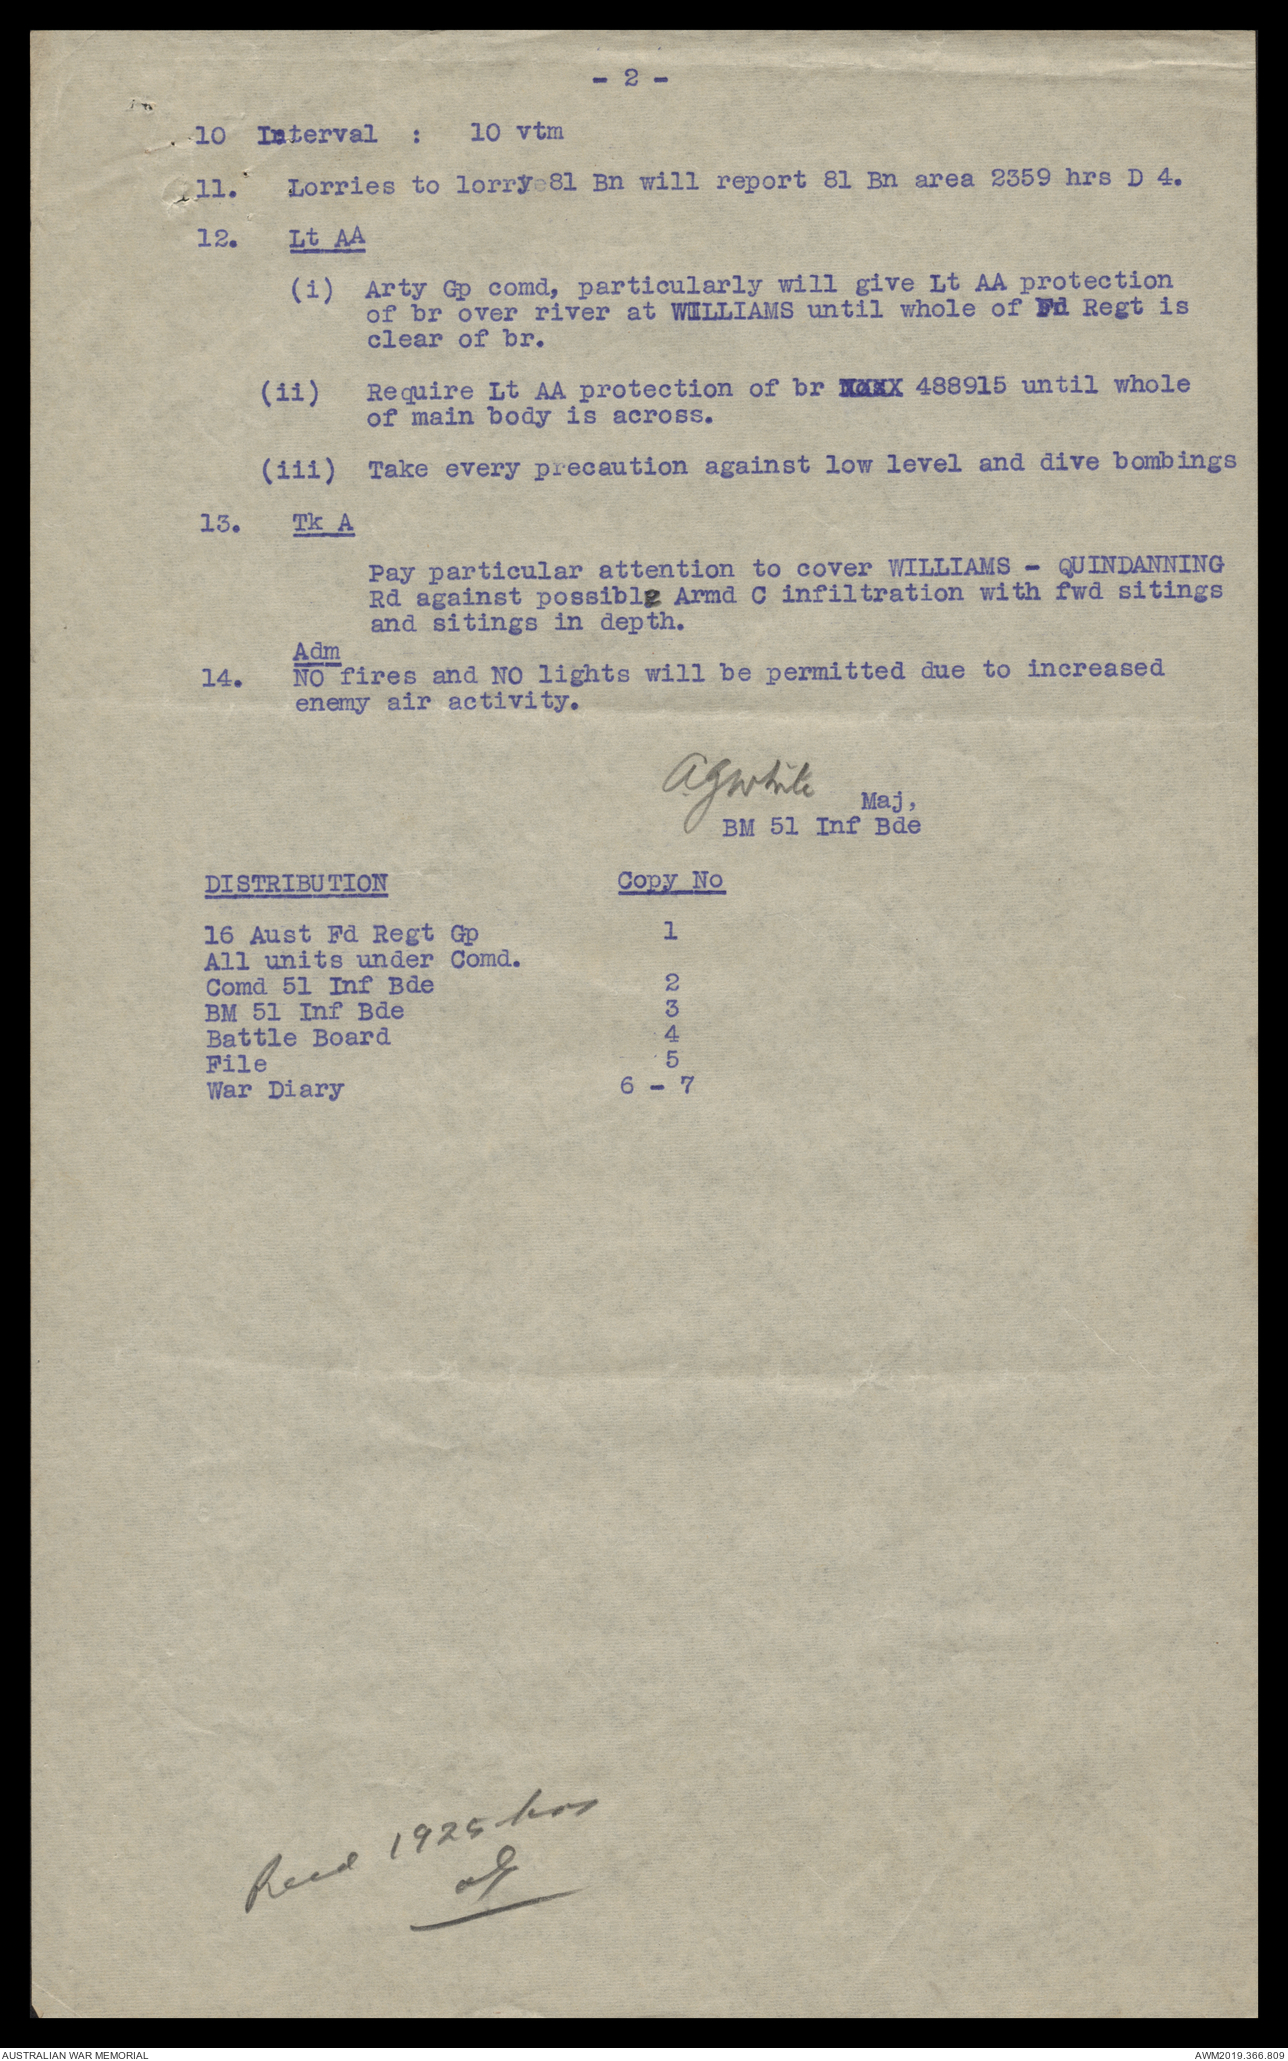 - 2 -
10 Interval : 10 vtm
11. Lorries to lorry 81 Bn will report 81 Bn area 2359 hrs D 4.
12. Lt AA
(i) Arty Gp comd, particularly will give Lt AA protection
of br over river at WILLIAMS until whole of Fd Regt is
clear of br.
(ii) Require Lt AA protection of br 488915 until whole
of main body is across.
(iii) Take every precaution against low level and dive bombings
13. Tk A
Pay particular attention to cover WILLIAMS - QUINDANNING
Rd against possible Armd C infiltration with fwd sitings
and sitings in depth.
Adm
14. NO fires and NO lights will be permitted due to increased
enemy air activity.
AGWhite Maj,
BM 51 Inf Bde
DISTRIBUTION Copy No
16 Aust Fd Regt Gp 1
All units under Comd.
Comd 51 Inf Bde 2
BM 51 Inf Bde 3
Battle Board 4
File 5
War Diary 6 - 7
Recd 1925 hrs
AUSTRALIAN WAR MEMORIAL AWM2019.366.809